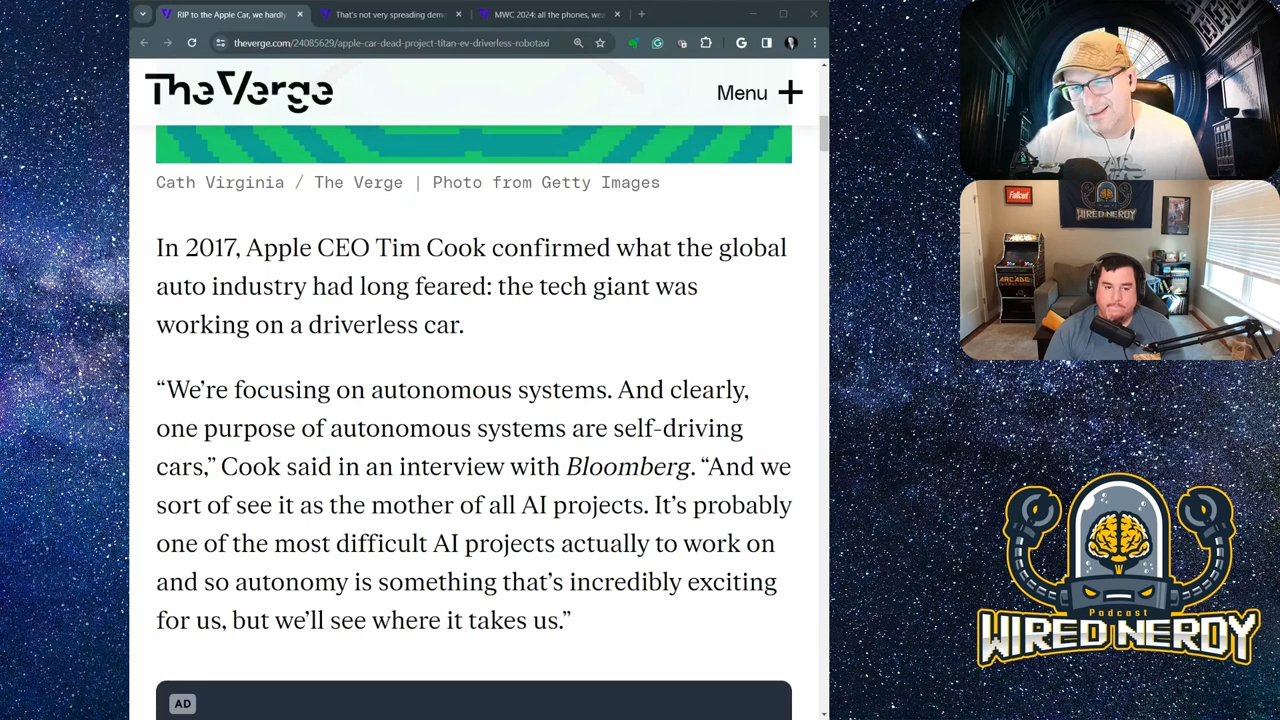 RIP to the Apple Car, we hardly
That's not very spreading dem
MWC 2024: all the phones, wea
theverge.com/24085629/apple-car-dead-project-titan-ev-driverless-robotaxi
The Verge
Menu
Cath Virginia / The Verge | Photo from Getty Images
In 2017, Apple CEO Tim Cook confirmed what the global
auto industry had long feared: the tech giant was
working on a driverless car.
“We’re focusing on autonomous systems. And clearly,
one purpose of autonomous systems are self-driving
cars,” Cook said in an interview with Bloomberg. “And we
sort of see it as the mother of all AI projects. It’s probably
one of the most difficult AI projects actually to work on
and so autonomy is something that’s incredibly exciting
for us, but we’ll see where it takes us.”
AD
Fallout
WIRED NERDY
ARCADE
Podcast
WIRED NERDY